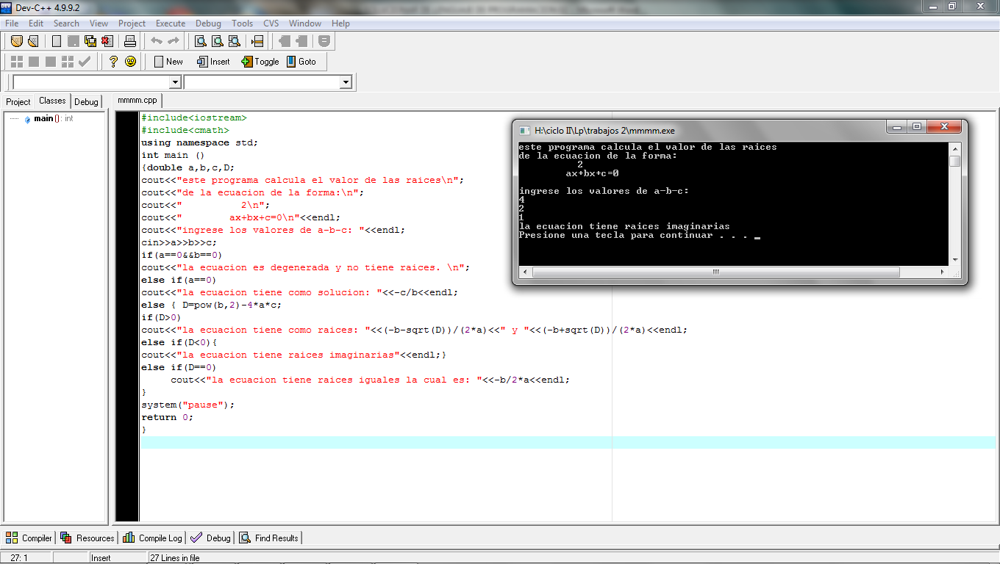 Dev-C++ 4.9.9.2
File Edit Search View Project Execute Debug Tools CVS Window Help
New Insert Toggle Goto
Project Classes Debug
mmmm.cpp
main (): int
#include<iostream>
#include<cmath>
using namespace std;
int main ()
{double a,b,c,D;
cout<<"este programa calcula el valor de las raices\n";
cout<<"de la ecuacion de la forma:\n";
cout<<"          2\n";
cout<<"        ax+bx+c=0\n"<<endl;
cout<<"ingrese los valores de a-b-c: "<<endl;
cin>>a>>b>>c;
if(a==0&&b==0)
cout<<"la ecuacion es degenerada y no tiene raices. \n";
else if(a==0)
cout<<"la ecuacion tiene como solucion: "<<-c/b<<endl;
else { D=pow(b,2)-4*a*c;
if(D>0)
cout<<"la ecuacion tiene como raices: "<<(-b-sqrt(D))/(2*a)<<" y "<<(-b+sqrt(D))/(2*a)<<endl;
else if(D<0){
cout<<"la ecuacion tiene raices imaginarias"<<endl;}
else if(D==0)
     cout<<"la ecuacion tiene raices iguales la cual es: "<<-b/2*a<<endl;
}
system("pause");
return 0;
}
H:\ciclo II\Lp\trabajos 2\mmmm.exe
este programa calcula el valor de las raices
de la ecuacion de la forma:
          2
        ax+bx+c=0
ingrese los valores de a-b-c:
4
2
1
la ecuacion tiene raices imaginarias
Presione una tecla para continuar . . .
Compiler Resources Compile Log Debug Find Results
27: 1 Insert 27 Lines in file